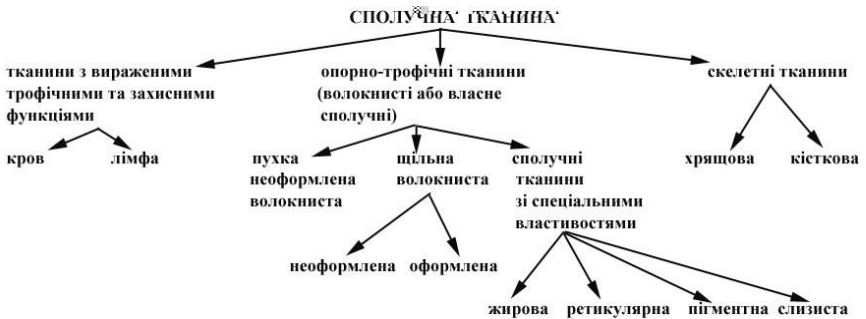 СПОЛУЧНА ТКАНИНА
тканини з вираженими
трофічними та захисними
функціями
опорно-трофічні тканини
(волокнисті або власне
сполучні)
скелетні тканини
кров
лімфа
пухка
неоформлена
волокниста
щільна
волокниста
сполучні
тканини
зі спеціальними
властивостями
хрящова
кісткова
неоформлена
оформлена
жирова
ретикулярна
пігментна
слизиста